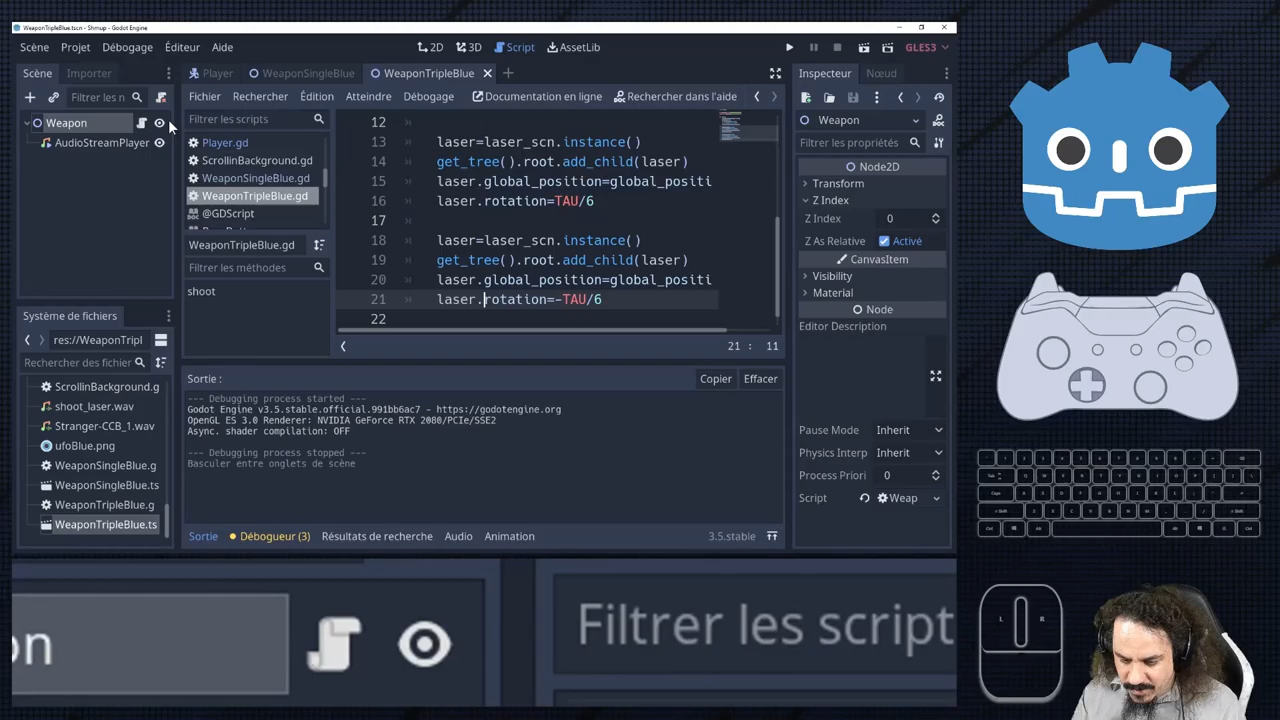 WeaponTripleBlue.tscn - Shmup - Godot Engine
Scène Projet Débogage Éditeur Aide
2D 3D Script AssetLib
GLES3
Scène Importer
Player WeaponSingleBlue WeaponTripleBlue
Inspecteur Nœud
Filtrer les n
Fichier Rechercher Édition Atteindre Débogage Documentation en ligne Rechercher dans l'aide
Weapon
AudioStreamPlayer
Filtrer les scripts
Player.gd
ScrollinBackground.gd
WeaponSingleBlue.gd
WeaponTripleBlue.gd
@GDScript
WeaponTripleBlue.gd
Filtrer les méthodes
shoot
12
13 laser=laser_scn.instance()
14 get_tree().root.add_child(laser)
15 laser.global_position=global_positi
16 laser.rotation=TAU/6
17
18 laser=laser_scn.instance()
19 get_tree().root.add_child(laser)
20 laser.global_position=global_positi
21 laser.rotation=-TAU/6
22
21 : 11
Weapon
Filtrer les propriétés
Node2D
Transform
Z Index
Z Index 0
Z As Relative Activé
CanvasItem
Visibility
Material
Node
Editor Description
Pause Mode Inherit
Physics Interp Inherit
Process Priori 0
Script Weap
Système de fichiers
res://WeaponTripl
Recherche des fichier
ScrollinBackground.g
shoot_laser.wav
Stranger-CCB_1.wav
ufoBlue.png
WeaponSingleBlue.g
WeaponSingleBlue.ts
WeaponTripleBlue.g
WeaponTripleBlue.ts
Sortie :
Copier Effacer
--- Debugging process started ---
Godot Engine v3.5.stable.official.991bb6ac7 - https://godotengine.org
OpenGL ES 3.0 Renderer: NVIDIA GeForce RTX 2080/PCIe/SSE2
Async. shader compilation: OFF
--- Debugging process stopped ---
Basculer entre onglets de scène
Sortie Débogueur (3) Résultats de recherche Audio Animation
3.5.stable
on
Filtrer les script
L R